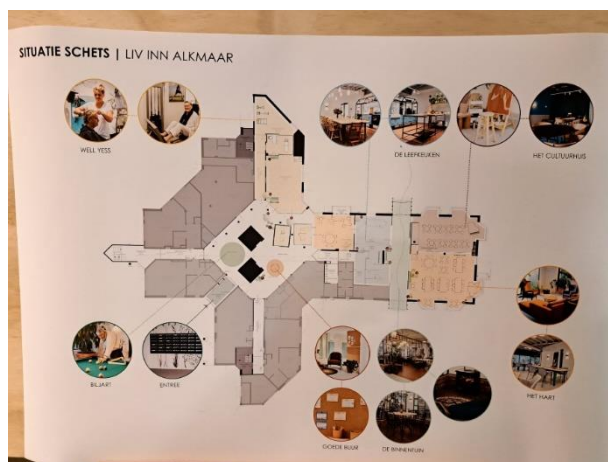 SITUATIE SCHETS | LIV INN ALKMAAR
WELL YESS
DE LEEFKEUKEN
HET CULTUURHUIS
BILJART
ENTREE
HET HART
GOEDE BUUR
DE BINNENTUIN